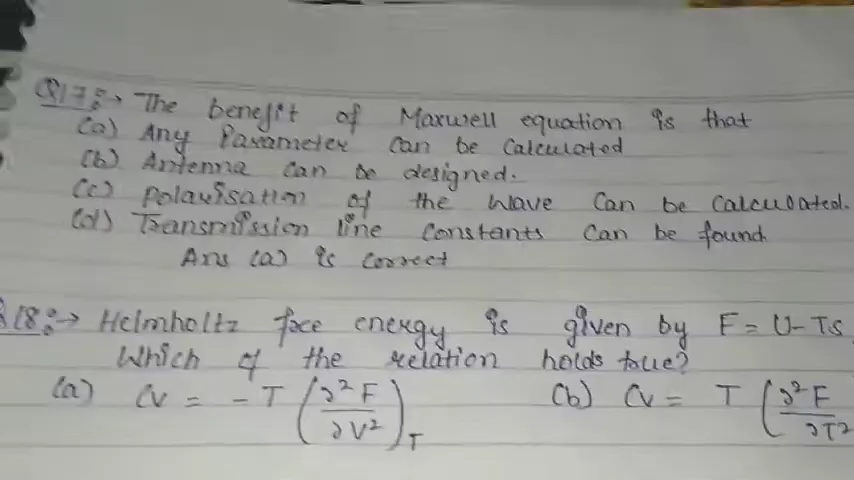 Q17:→ The benefit of Maxwell equation is that
(a) Any Parameter can be calculated
(b) Antenna can be designed.
(c) Polarisation of the wave can be calculated.
(d) Transmission line constants can be found
Ans (a) is correct
Q18:→ Helmholtz free energy is given by F = U - TS
Which of the relation holds true?
(a) Cv = -T (∂²F/∂V²)_T (b) Cv = T (∂²F/∂T²